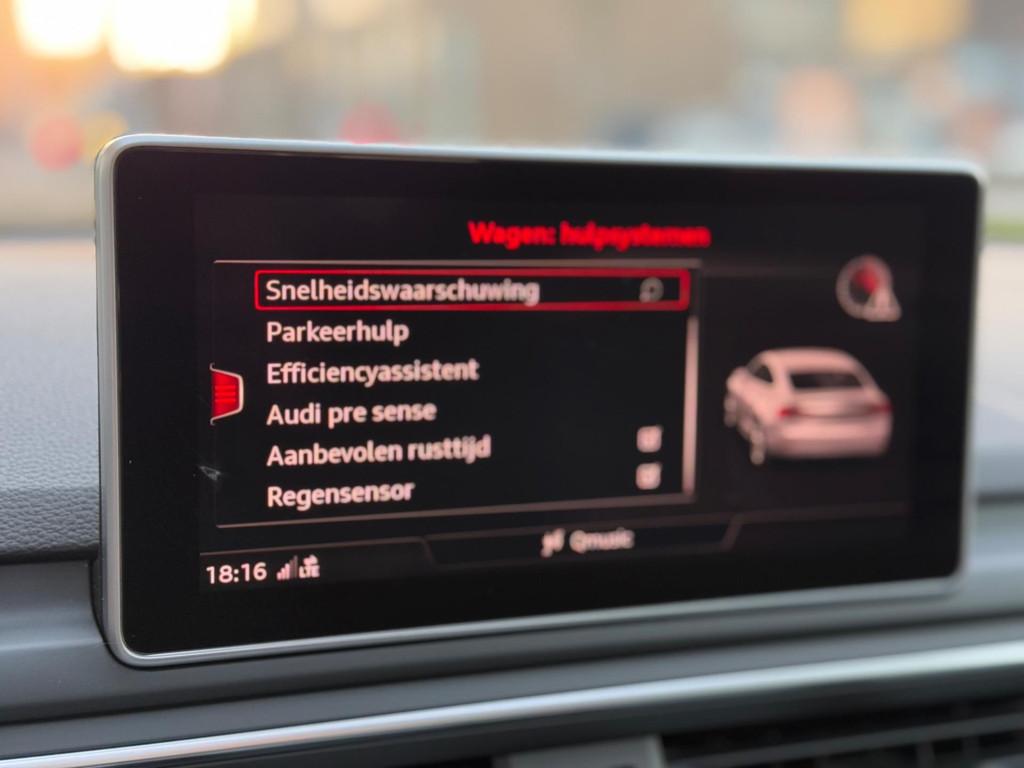 Wagen: hulpsystemen
Snelheidswaarschuwing
Parkeerhulp
Efficiencyassistent
Audi pre sense
Aanbevolen rusttijd
Regensensor
Qmusic
18:16 LTE